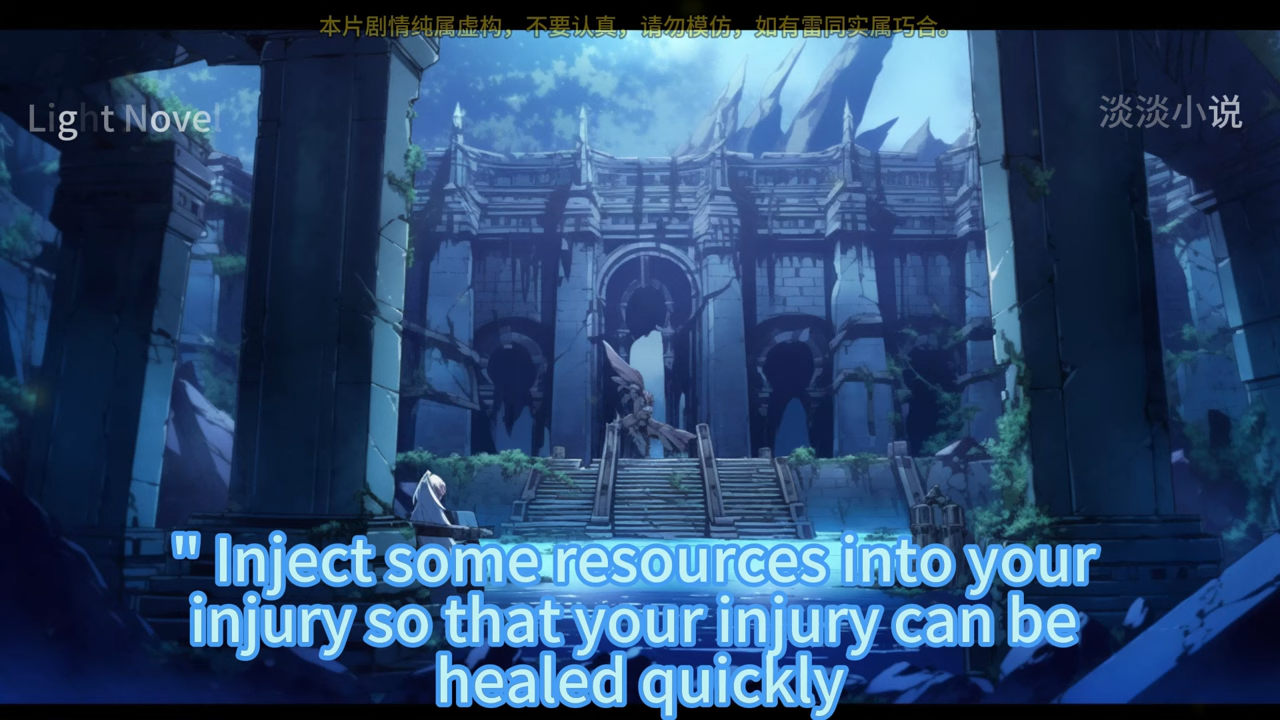 本片剧情纯属虚构，不要认真，请勿模仿，如有雷同实属巧合。
Light Novel
淡淡小说
" Inject some resources into your
injury so that your injury can be
healed quickly